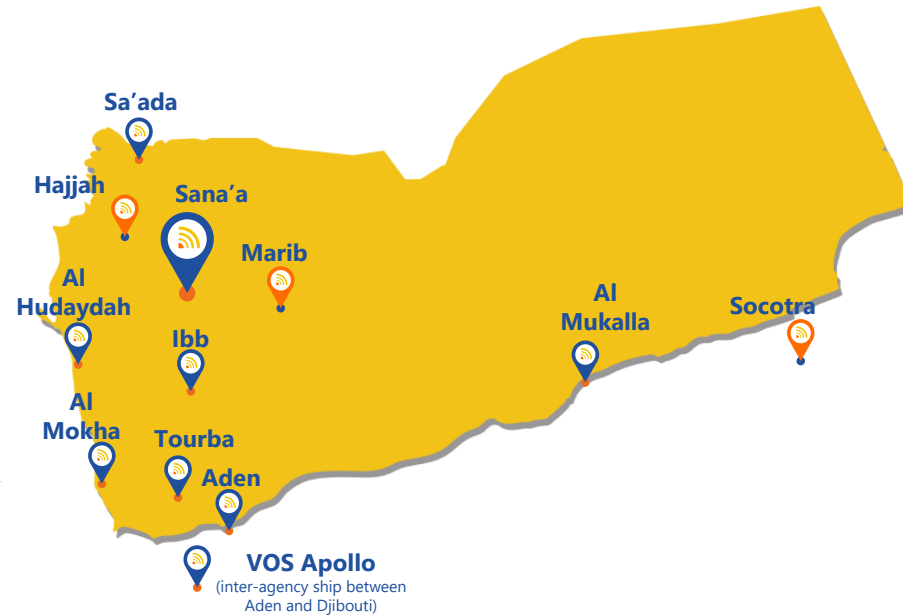 Sa’ada
Hajjah
Sana’a
Marib
Al
Hudaydah
Ibb
Al
Mukalla
Socotra
Al
Mokha
Tourba
Aden
VOS Apollo
(inter-agency ship between
Aden and Djibouti)